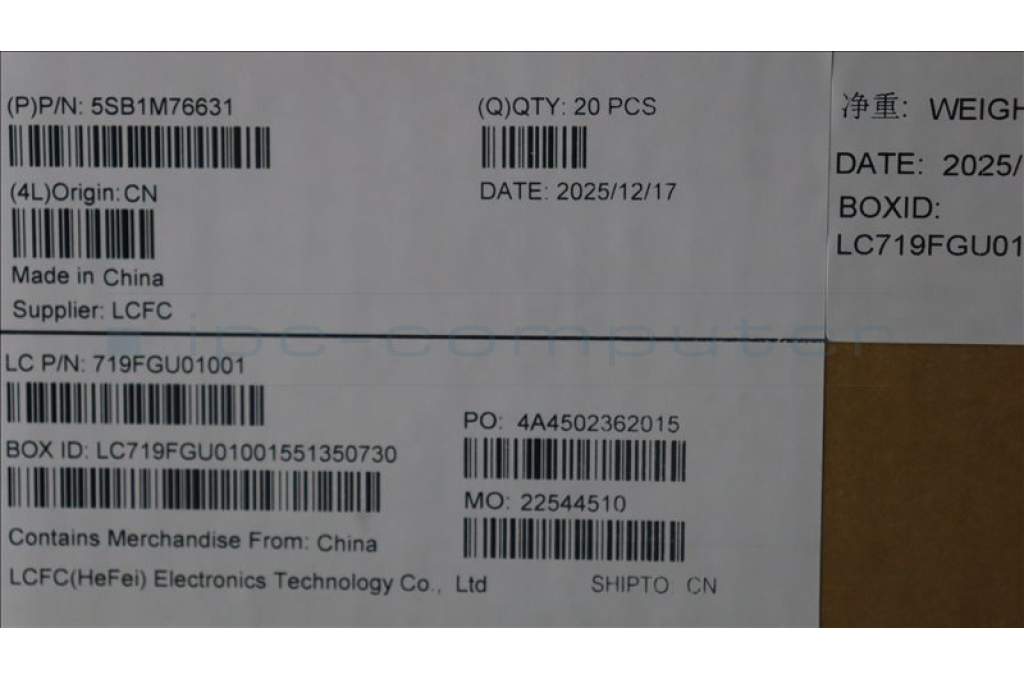 (P)P/N: 5SB1M76631
(Q)QTY: 20 PCS
(4L)Origin: CN
DATE: 2025/12/17
Made in China
Supplier: LCFC
净重: WEIGH
DATE: 2025/
BOXID:
LC719FGU01
ipc-computer
LC P/N: 719FGU01001
PO: 4A4502362015
BOX ID: LC719FGU01001551350730
MO: 22544510
Contains Merchandise From: China
LCFC(HeFei) Electronics Technology Co., Ltd
SHIPTO CN